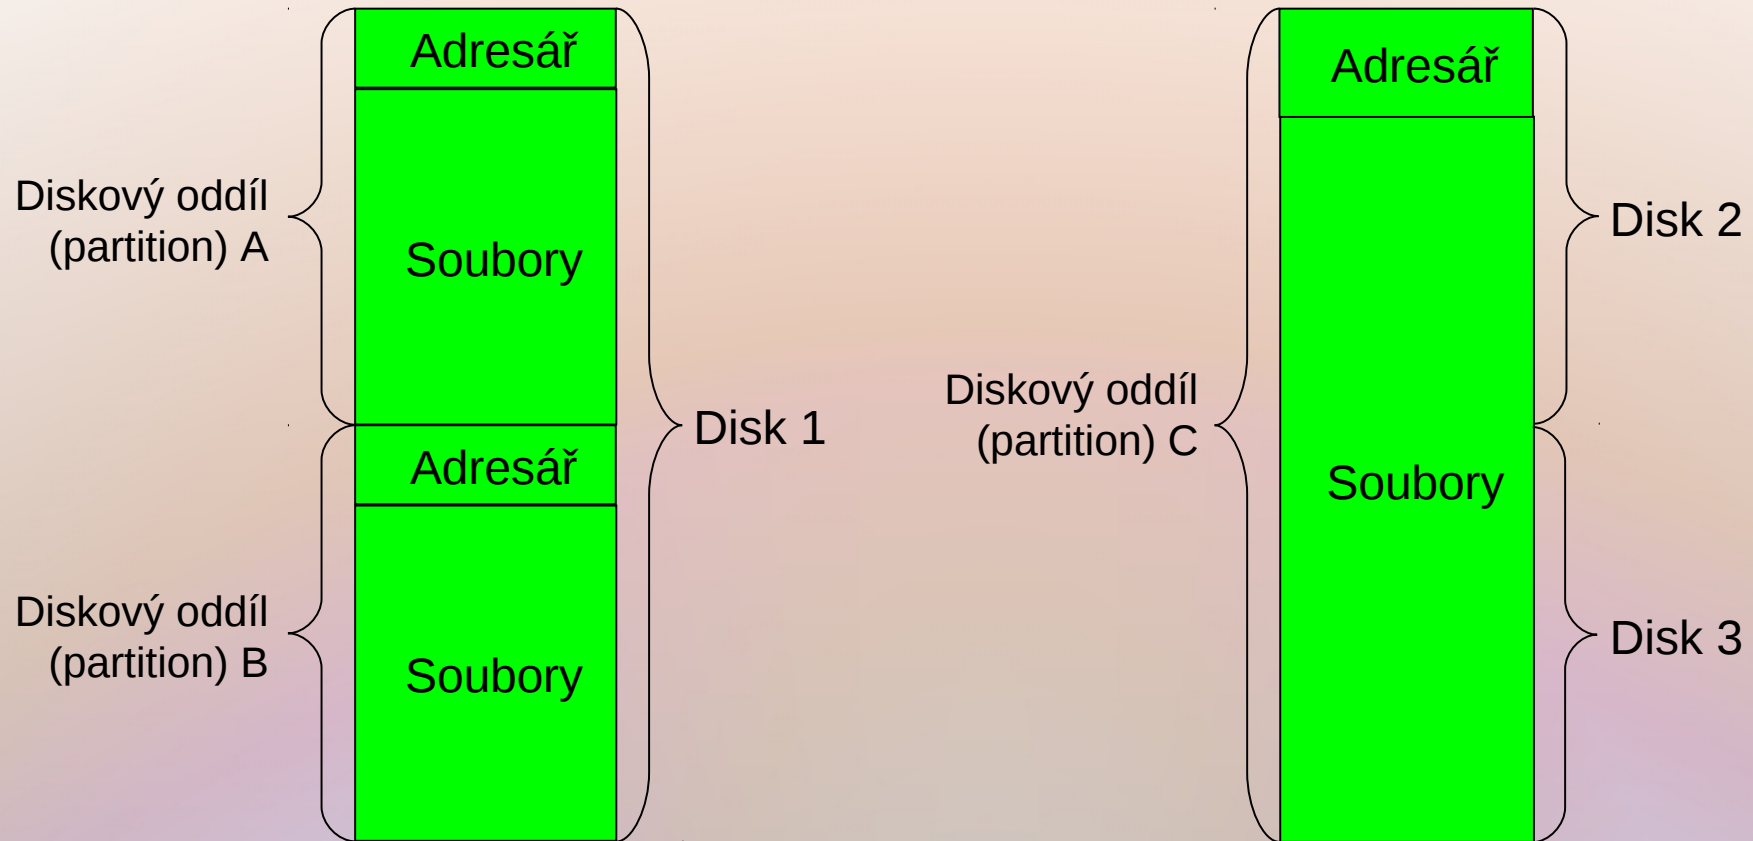 Adresář
Diskový oddíl
(partition) A
Soubory
Disk 1
Adresář
Diskový oddíl
(partition) B
Soubory
Adresář
Disk 2
Diskový oddíl
(partition) C
Soubory
Disk 3